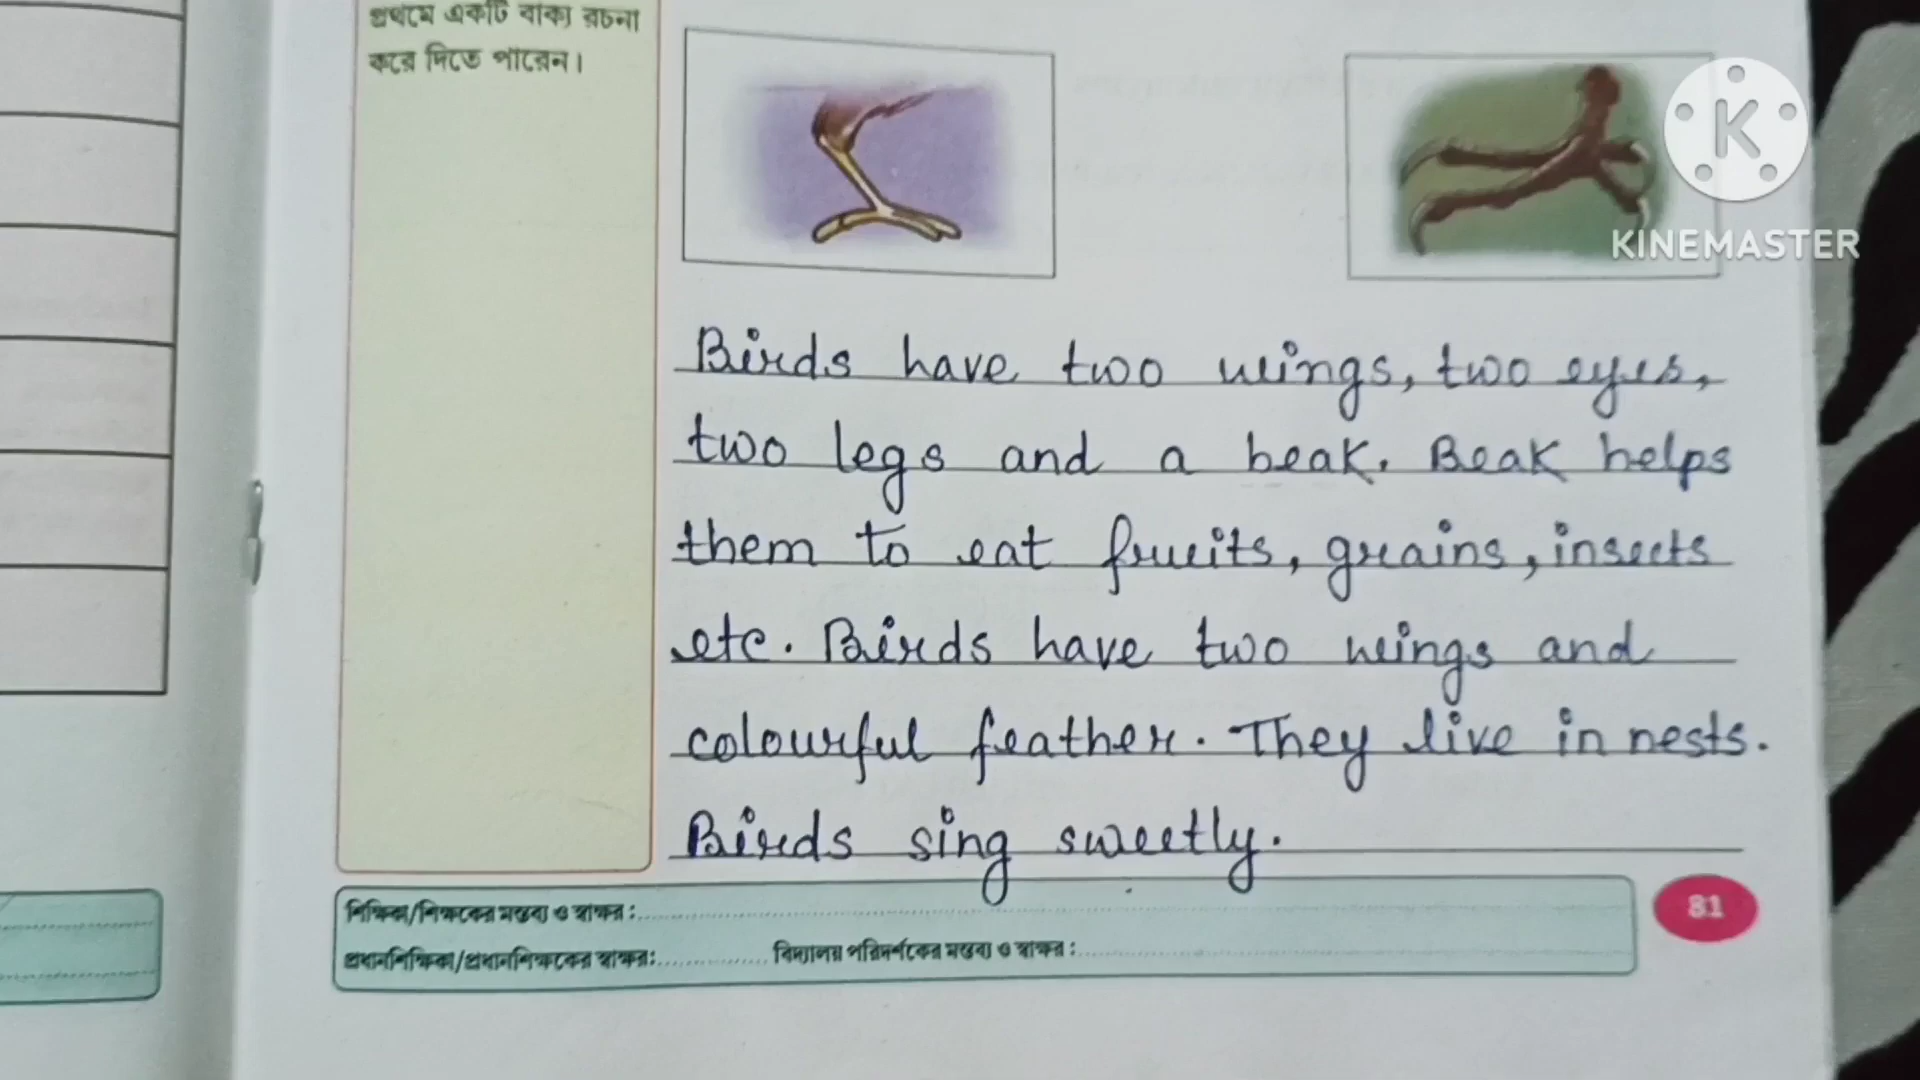 প্রথমে একটি বাক্য রচনা
করে দিতে পারেন।
K
KINEMASTER
Birds have two wings, two eyes,
two legs and a beak. Beak helps
them to eat fruits, grains, insects
etc. Birds have two wings and
colourful feather. They live in nests.
Birds sing sweetly.
শিক্ষিকা/শিক্ষকের মন্তব্য ও স্বাক্ষর :
81
প্রধানশিক্ষিকা/প্রধানশিক্ষকের স্বাক্ষর: বিদ্যালয় পরিদর্শকের মন্তব্য ও স্বাক্ষর :